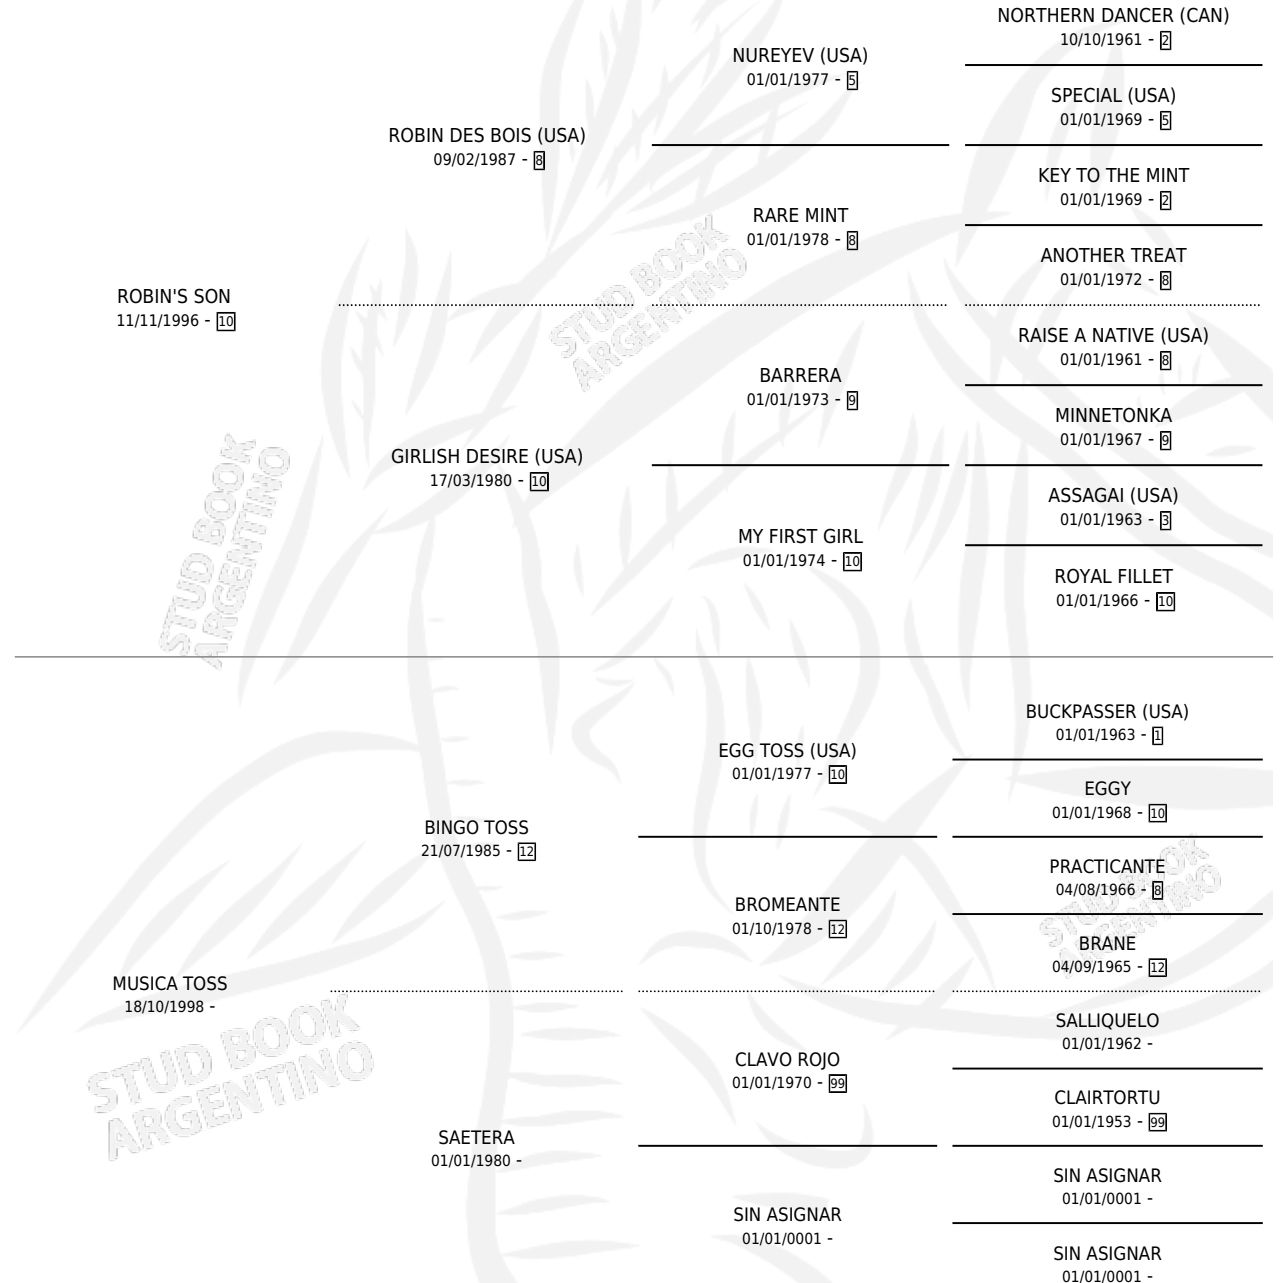 NORTHERN DANCER (CAN)
10/10/1961 - 2
NUREYEV (USA)
01/01/1977 - 5
SPECIAL (USA)
01/01/1969 - 5
ROBIN DES BOIS (USA)
09/02/1987 - 8
KEY TO THE MINT
01/01/1969 - 2
RARE MINT
01/01/1978 - 8
ANOTHER TREAT
01/01/1972 - 8
ROBIN'S SON
11/11/1996 - 10
STUD BOOK
ARGENTINO
RAISE A NATIVE (USA)
01/01/1961 - 8
BARRERA
01/01/1973 - 9
MINNETONKA
01/01/1967 - 9
GIRLISH DESIRE (USA)
17/03/1980 - 10
ASSAGAI (USA)
01/01/1963 - 3
MY FIRST GIRL
01/01/1974 - 10
ROYAL FILLET
01/01/1966 - 10
STUD BOOK
ARGENTINO
BUCKPASSER (USA)
01/01/1963 - 1
EGG TOSS (USA)
01/01/1977 - 10
EGGY
01/01/1968 - 10
BINGO TOSS
21/07/1985 - 12
PRACTICANTE
04/08/1966 - 8
BROMEANTE
01/10/1978 - 12
BRANE
04/09/1965 - 12
STUD BOOK
ARGENTINO
MUSICA TOSS
18/10/1998 -
SALLIQUELO
01/01/1962 -
CLAVO ROJO
01/01/1970 - 99
CLAIRTORTU
01/01/1953 - 99
STUD BOOK
ARGENTINO
SAETERA
01/01/1980 -
SIN ASIGNAR
01/01/0001 -
SIN ASIGNAR
01/01/0001 -
SIN ASIGNAR
01/01/0001 -